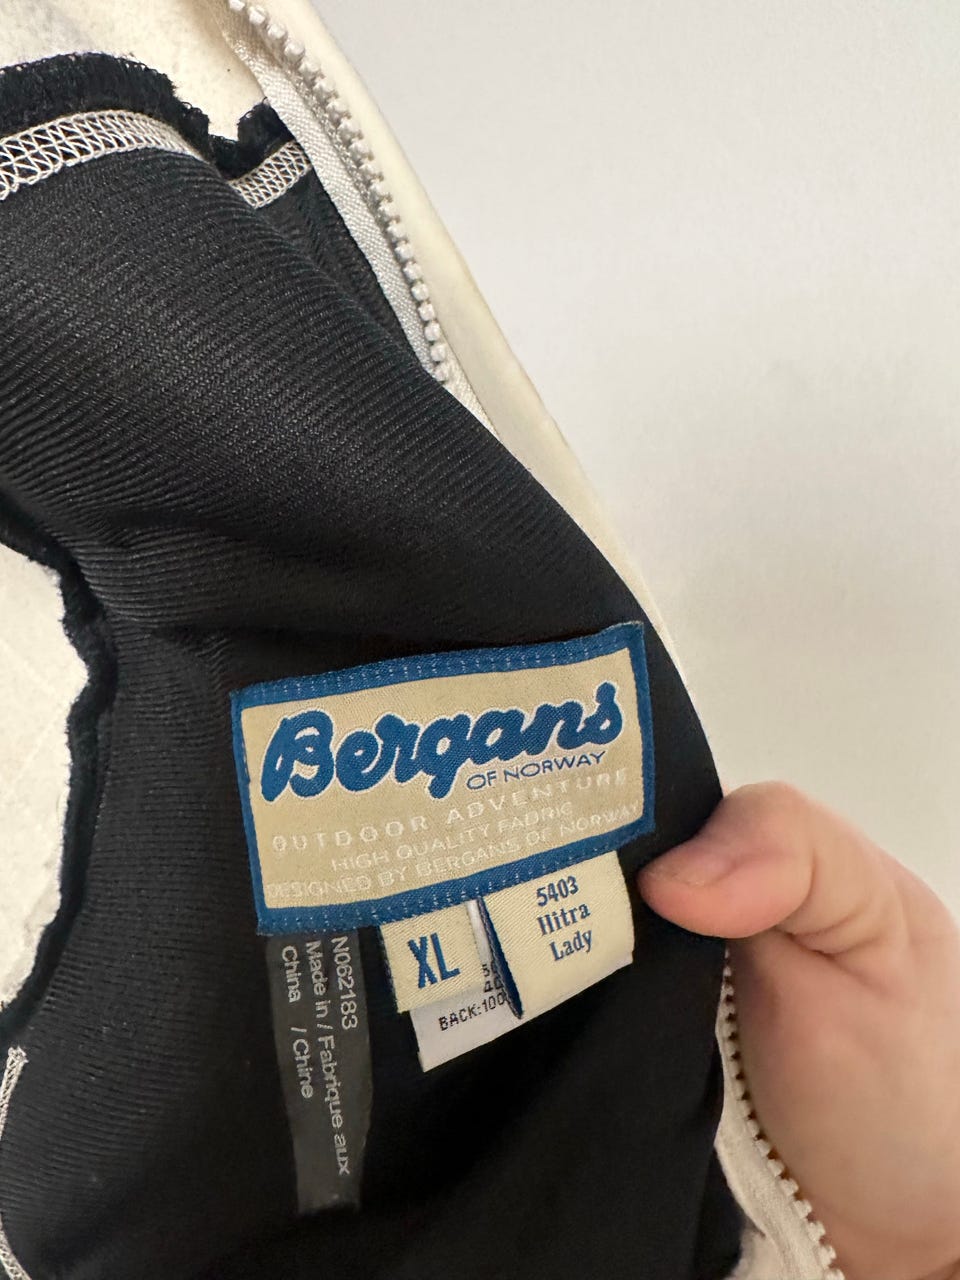 Bergans
OF NORWAY
OUTDOOR ADVENTURE
HIGH QUALITY FABRIC
DESIGNED BY BERGANS OF NORWAY
5403
Hitra
Lady
XL
BACK:100
N062183
Made in / Fabrique aux
China / Chine